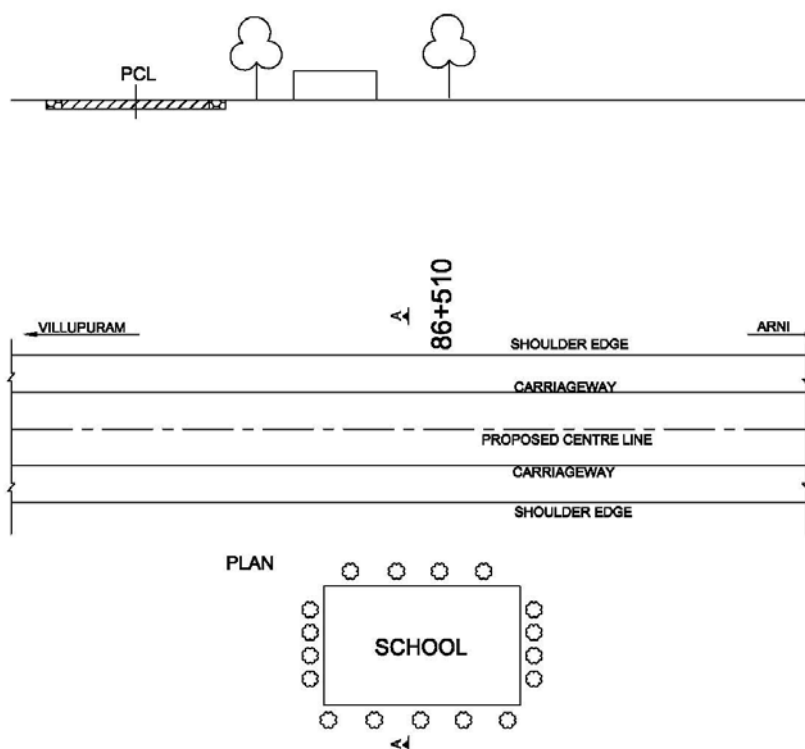 PCL
86+510
A
VILLUPURAM
ARNI
SHOULDER EDGE
CARRIAGEWAY
PROPOSED CENTRE LINE
CARRIAGEWAY
SHOULDER EDGE
PLAN
SCHOOL
A